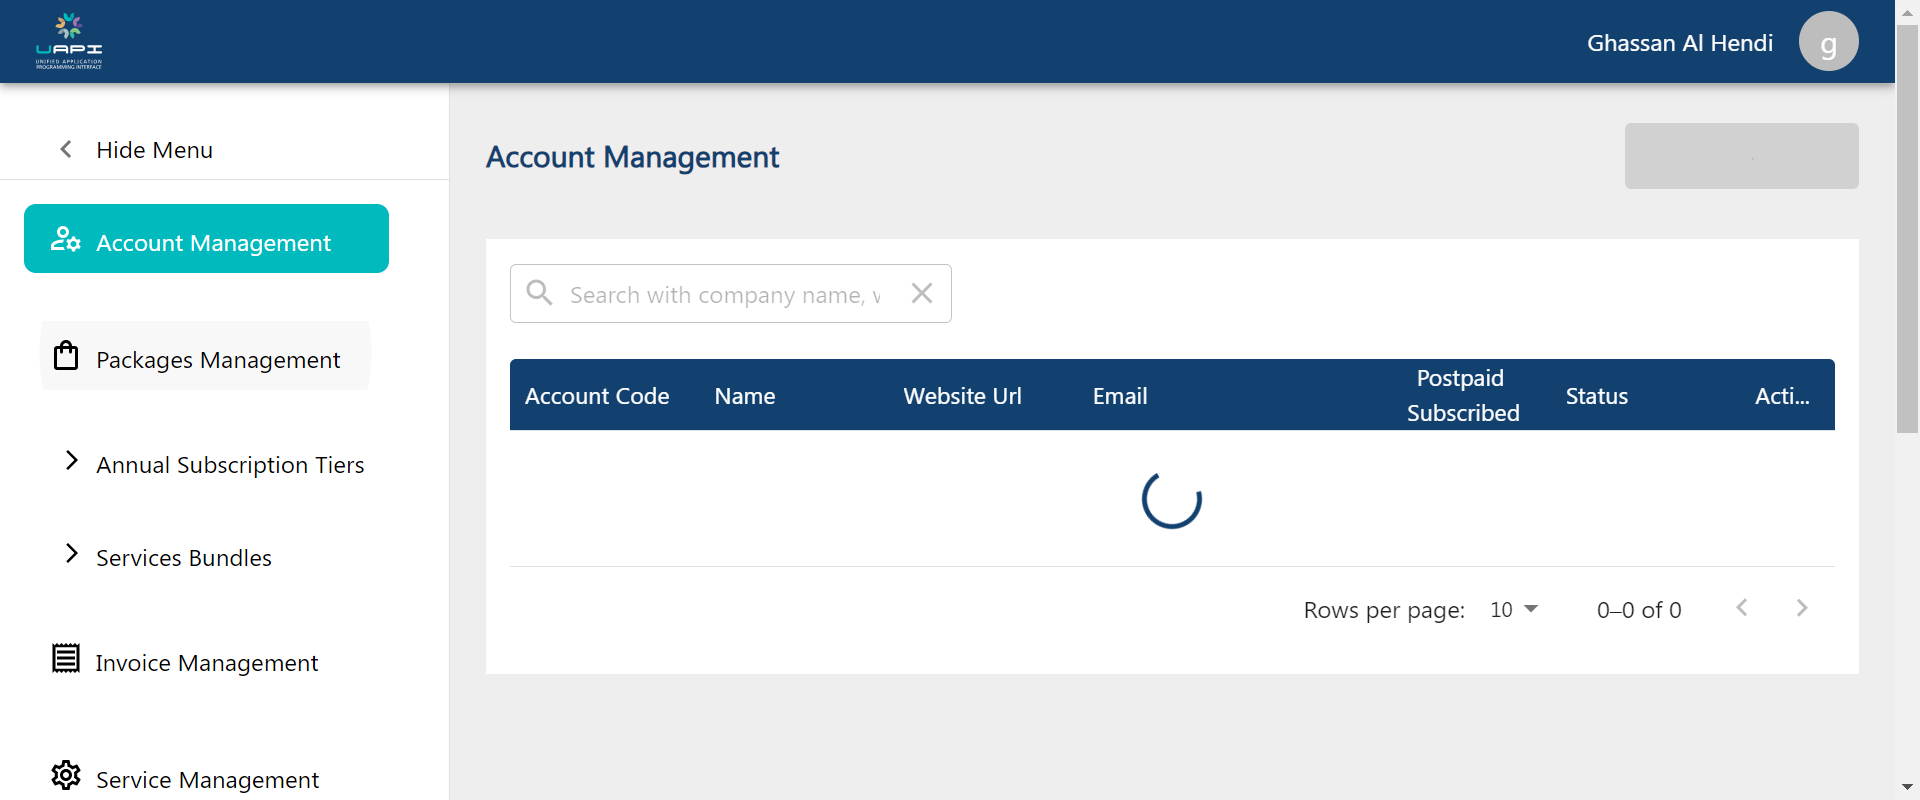 UAPI
UNIFIED APPLICATION
PROGRAMMING INTERFACE
Ghassan Al Hendi
g
Hide Menu
Account Management
Packages Management
Annual Subscription Tiers
Services Bundles
Invoice Management
Service Management
Account Management
Search with company name,
Account Code
Name
Website Url
Email
Postpaid
Subscribed
Status
Acti...
Rows per page:
10
0–0 of 0